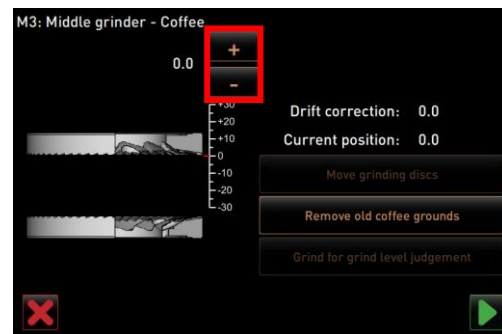 M3: Middle grinder - Coffee
0.0
+
-
+30
+20
+10
0
-10
-20
-30
Drift correction: 0.0
Current position: 0.0
Move grinding discs
Remove old coffee grounds
Grind for grind level judgement